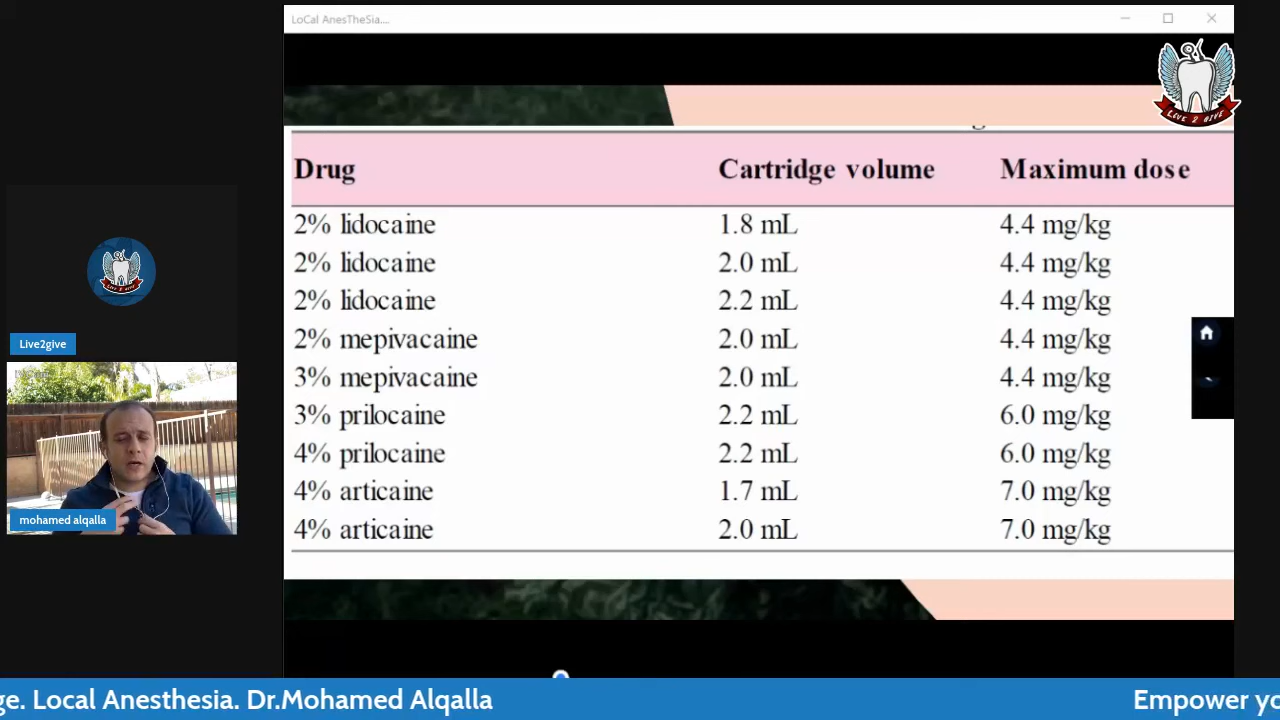 LoCal AnesTheSia....
LOVE 2 GIVE
Drug Cartridge volume Maximum dose
2% lidocaine 1.8 mL 4.4 mg/kg
2% lidocaine 2.0 mL 4.4 mg/kg
2% lidocaine 2.2 mL 4.4 mg/kg
2% mepivacaine 2.0 mL 4.4 mg/kg
3% mepivacaine 2.0 mL 4.4 mg/kg
3% prilocaine 2.2 mL 6.0 mg/kg
4% prilocaine 2.2 mL 6.0 mg/kg
4% articaine 1.7 mL 7.0 mg/kg
4% articaine 2.0 mL 7.0 mg/kg
Live2give
mohamed alqalla
ge. Local Anesthesia. Dr.Mohamed Alqalla
Empower yo